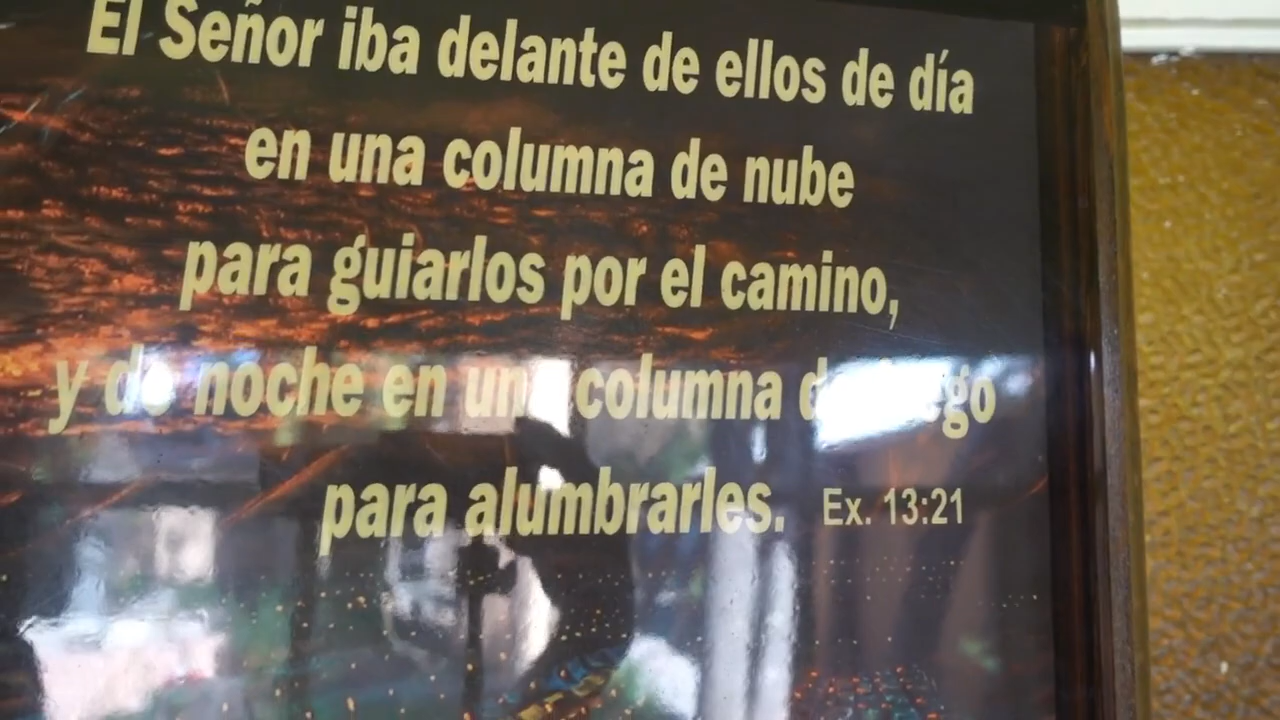 El Señor iba delante de ellos de día
en una columna de nube
para guiarlos por el camino,
y de noche en una columna
para alumbrarles. Ex. 13:21